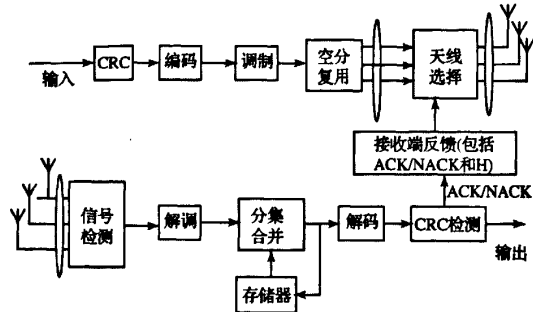 输入
CRC
编码
调制
空分
复用
天线
选择
接收端反馈(包括
ACK/NACK和H)
ACK/NACK
信号
检测
解调
分集
合并
解码
CRC检测
输出
存储器